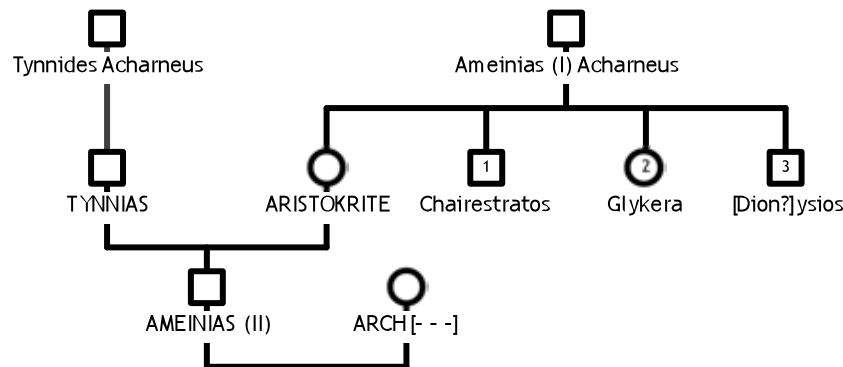 Tynnides Acharneus
Ameinias (I) Acharneus
1
2
3
TYNNIAS
ARISTOKRITE
Chairestratos
Glykera
[Dion?]ysios
AMEINIAS (II)
ARCH[- - -]